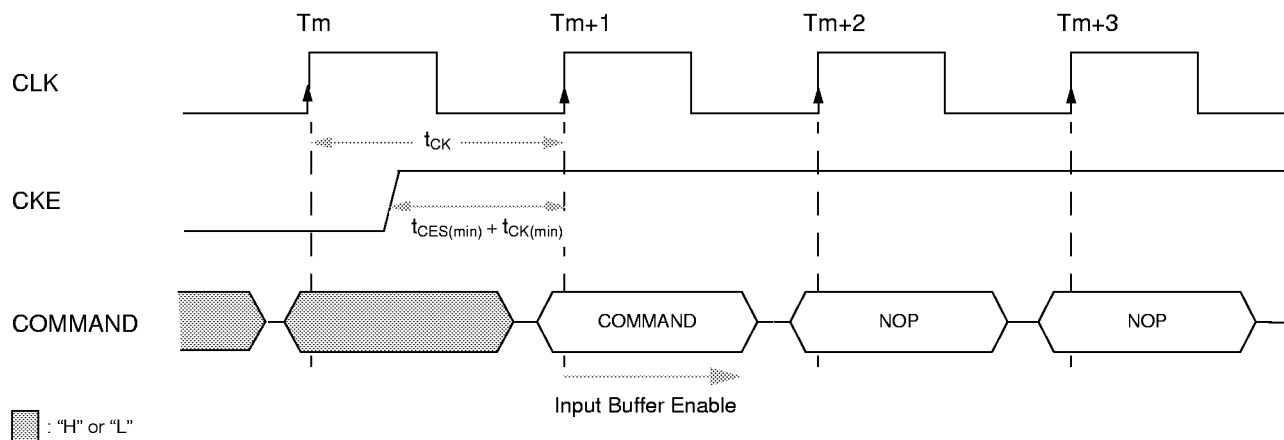 Tm Tm+1 Tm+2 Tm+3
CLK
tCK
CKE
tCES(min) + tCK(min)
COMMAND COMMAND NOP NOP
Input Buffer Enable
: “H” or “L”